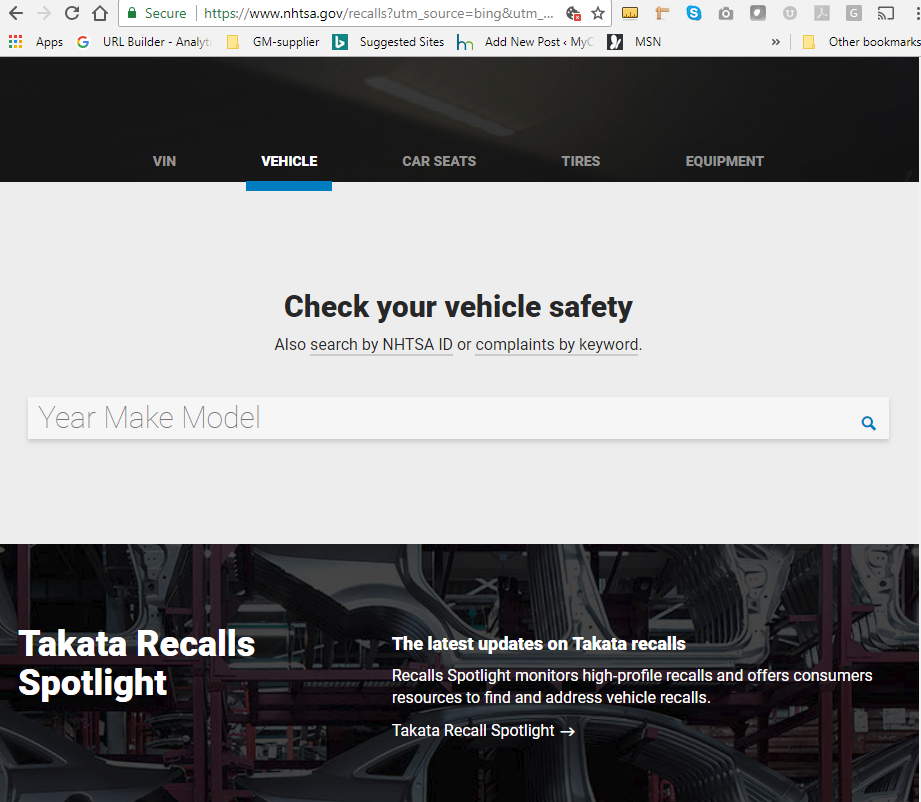 Secure https://www.nhtsa.gov/recalls?utm_source=bing&utm_...
Apps URL Builder - Analyti GM-supplier Suggested Sites Add New Post ‹ MyC MSN » Other bookmarks
VIN VEHICLE CAR SEATS TIRES EQUIPMENT
Check your vehicle safety
Also search by NHTSA ID or complaints by keyword.
Year Make Model
Takata Recalls
Spotlight
The latest updates on Takata recalls
Recalls Spotlight monitors high-profile recalls and offers consumers
resources to find and address vehicle recalls.
Takata Recall Spotlight →